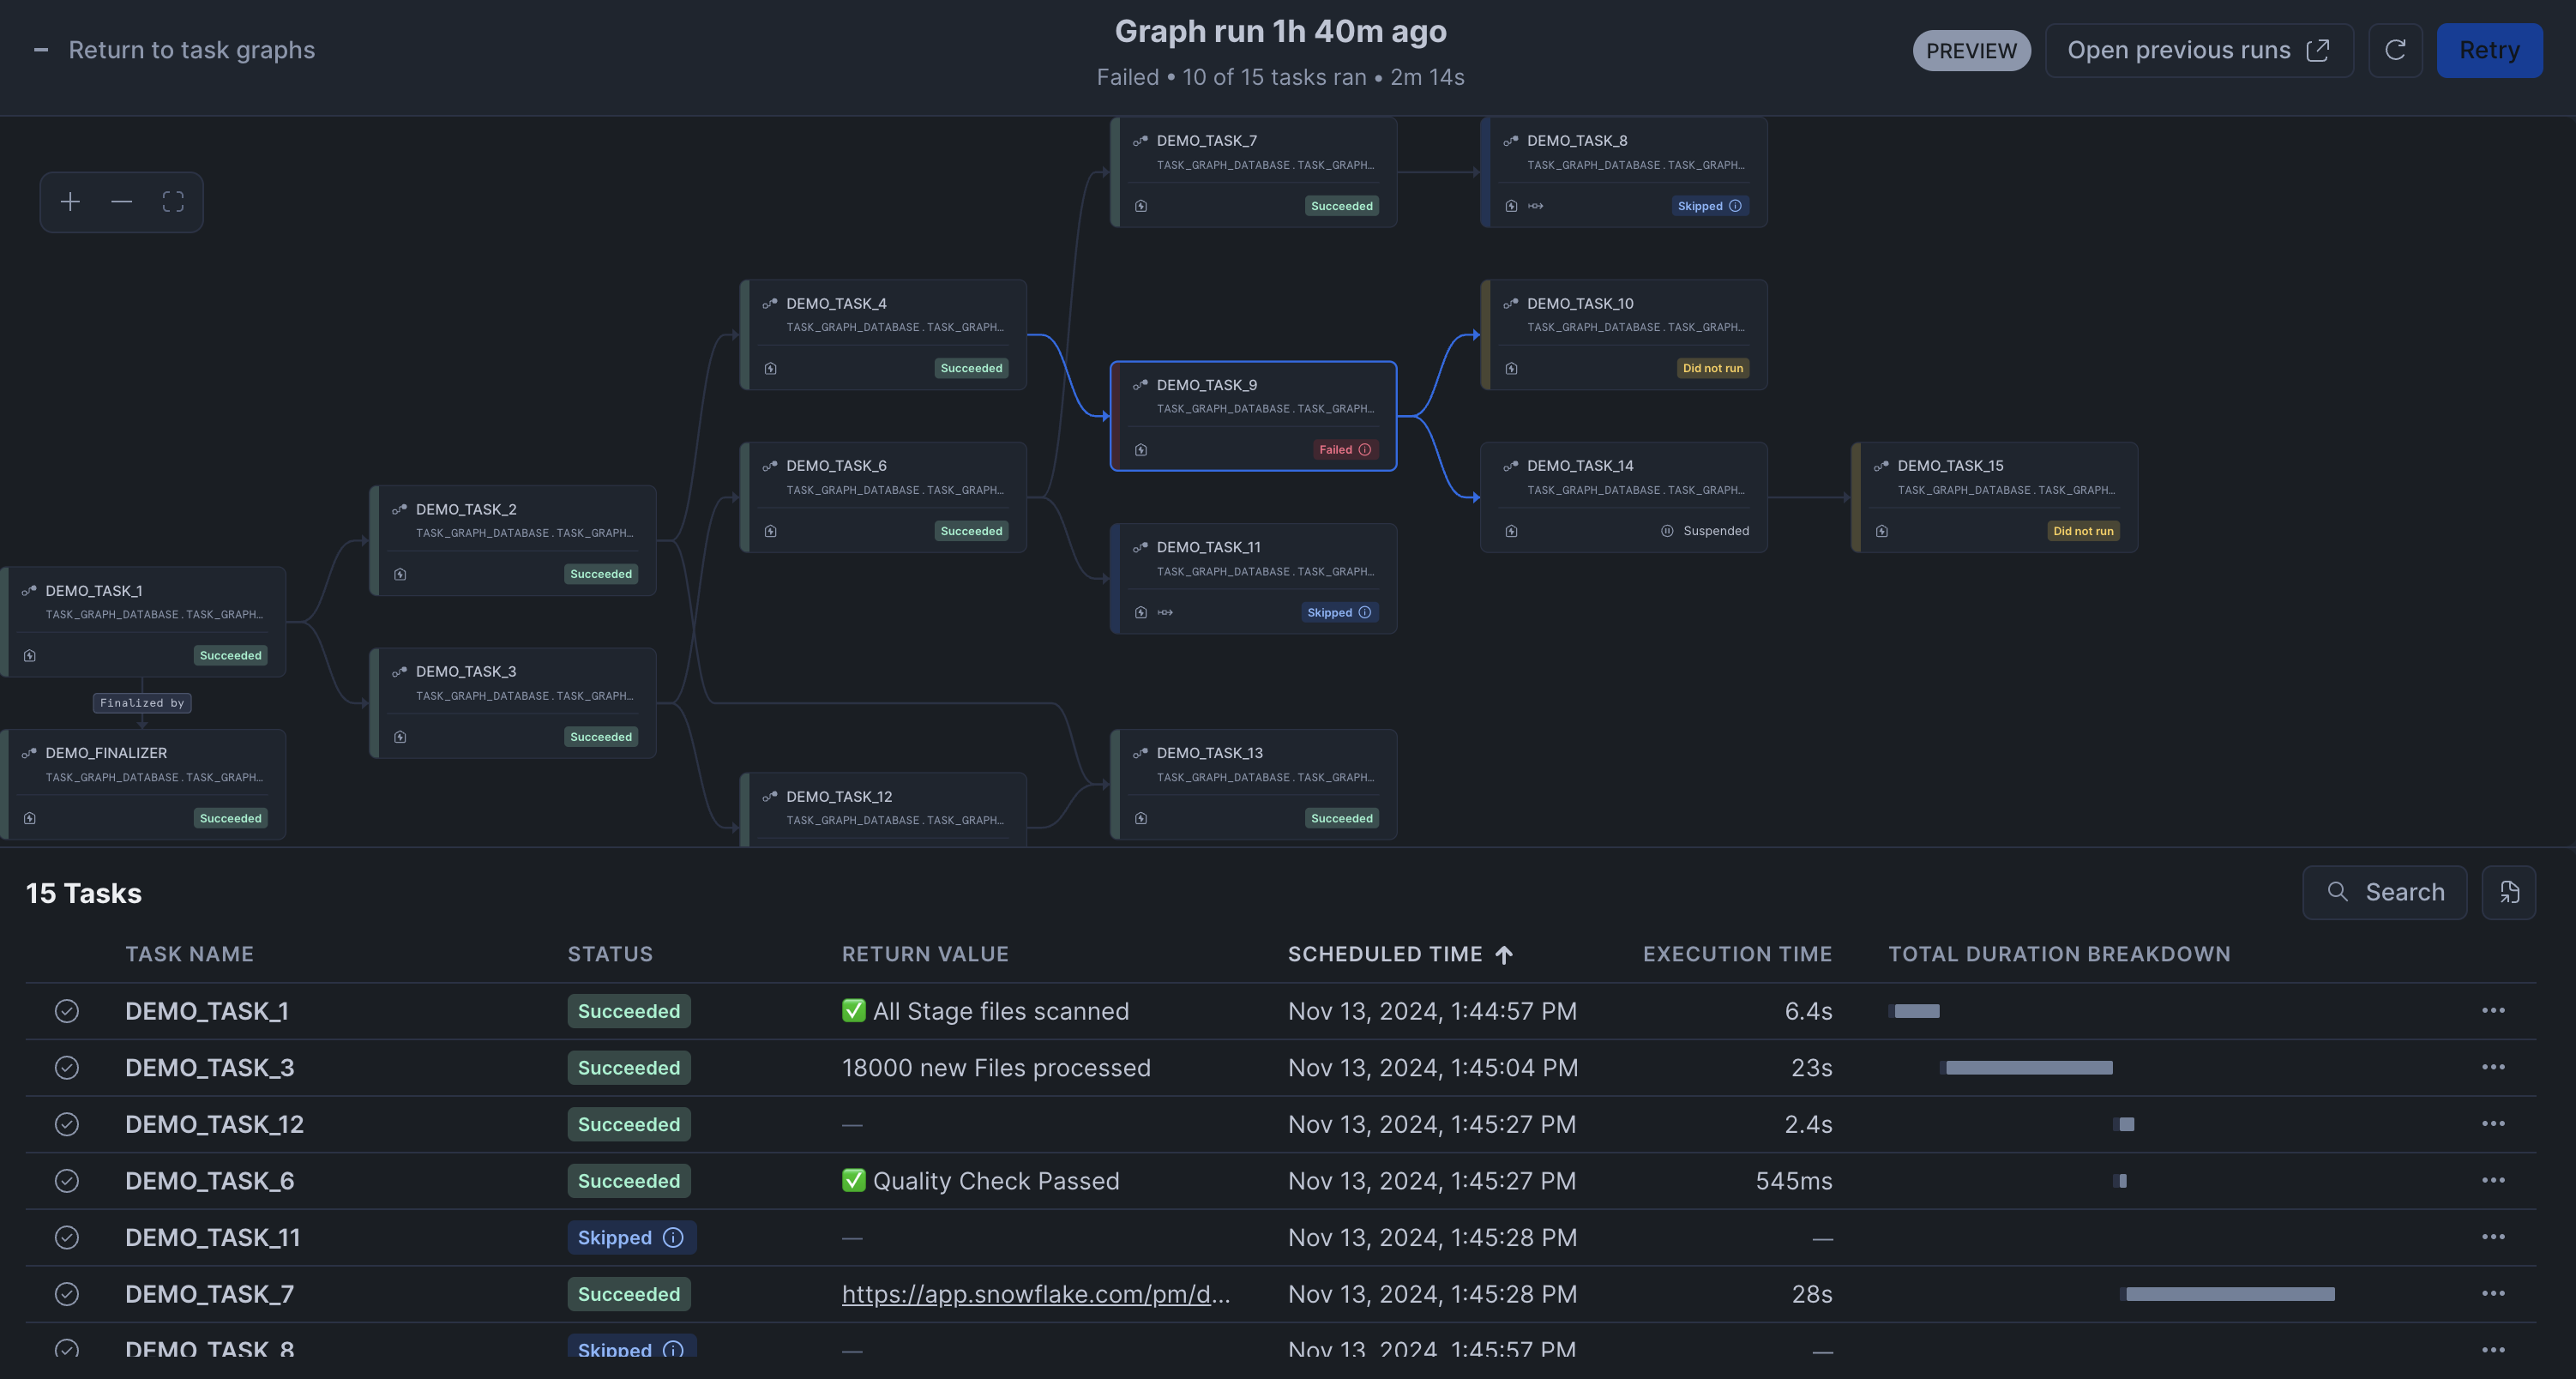 Return to task graphs
Graph run 1h 40m ago
Failed • 10 of 15 tasks ran • 2m 14s
PREVIEW
Open previous runs
Retry
DEMO_TASK_7
TASK_GRAPH_DATABASE.TASK_GRAPH…
Succeeded
DEMO_TASK_8
TASK_GRAPH_DATABASE.TASK_GRAPH…
Skipped
DEMO_TASK_4
TASK_GRAPH_DATABASE.TASK_GRAPH…
Succeeded
DEMO_TASK_10
TASK_GRAPH_DATABASE.TASK_GRAPH…
Did not run
DEMO_TASK_9
TASK_GRAPH_DATABASE.TASK_GRAPH…
Failed
DEMO_TASK_6
TASK_GRAPH_DATABASE.TASK_GRAPH…
Succeeded
DEMO_TASK_14
TASK_GRAPH_DATABASE.TASK_GRAPH…
Suspended
DEMO_TASK_15
TASK_GRAPH_DATABASE.TASK_GRAPH…
Did not run
DEMO_TASK_2
TASK_GRAPH_DATABASE.TASK_GRAPH…
Succeeded
DEMO_TASK_11
TASK_GRAPH_DATABASE.TASK_GRAPH…
Skipped
DEMO_TASK_1
TASK_GRAPH_DATABASE.TASK_GRAPH…
Succeeded
Finalized by
DEMO_TASK_3
TASK_GRAPH_DATABASE.TASK_GRAPH…
Succeeded
DEMO_FINALIZER
TASK_GRAPH_DATABASE.TASK_GRAPH…
Succeeded
DEMO_TASK_12
TASK_GRAPH_DATABASE.TASK_GRAPH…
DEMO_TASK_13
TASK_GRAPH_DATABASE.TASK_GRAPH…
Succeeded
15 Tasks
Search
TASK NAME STATUS RETURN VALUE SCHEDULED TIME EXECUTION TIME TOTAL DURATION BREAKDOWN
DEMO_TASK_1 Succeeded ✅ All Stage files scanned Nov 13, 2024, 1:44:57 PM 6.4s
DEMO_TASK_3 Succeeded 18000 new Files processed Nov 13, 2024, 1:45:04 PM 23s
DEMO_TASK_12 Succeeded — Nov 13, 2024, 1:45:27 PM 2.4s
DEMO_TASK_6 Succeeded ✅ Quality Check Passed Nov 13, 2024, 1:45:27 PM 545ms
DEMO_TASK_11 Skipped — Nov 13, 2024, 1:45:28 PM —
DEMO_TASK_7 Succeeded https://app.snowflake.com/pm/d... Nov 13, 2024, 1:45:28 PM 28s
DEMO_TASK_8 Skipped — Nov 13, 2024, 1:45:57 PM —